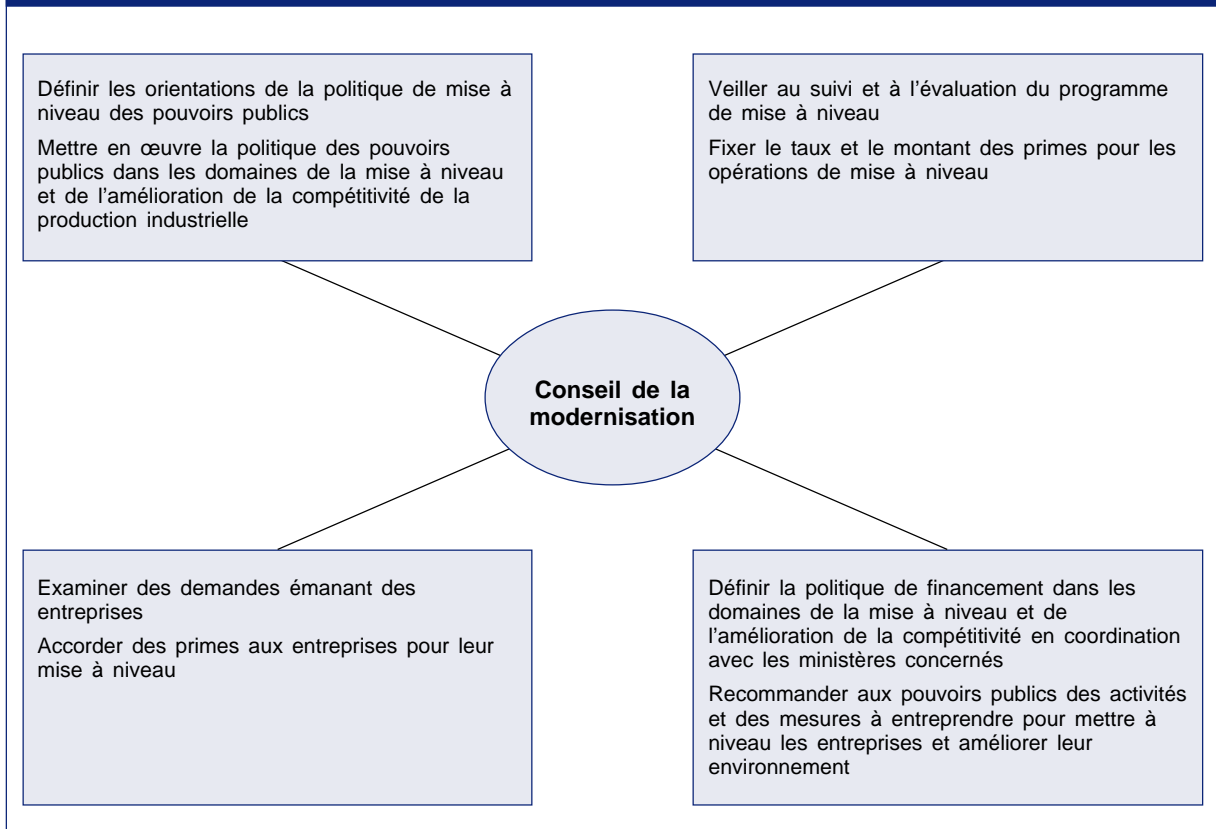 Définir les orientations de la politique de mise à
niveau des pouvoirs publics
Mettre en œuvre la politique des pouvoirs
publics dans les domaines de la mise à niveau
et de l'amélioration de la compétitivité de la
production industrielle
Veiller au suivi et à l'évaluation du programme
de mise à niveau
Fixer le taux et le montant des primes pour les
opérations de mise à niveau
Conseil de la
modernisation
Examiner des demandes émanant des
entreprises
Accorder des primes aux entreprises pour leur
mise à niveau
Définir la politique de financement dans les
domaines de la mise à niveau et de
l'amélioration de la compétitivité en coordination
avec les ministères concernés
Recommander aux pouvoirs publics des activités
et des mesures à entreprendre pour mettre à
niveau les entreprises et améliorer leur
environnement